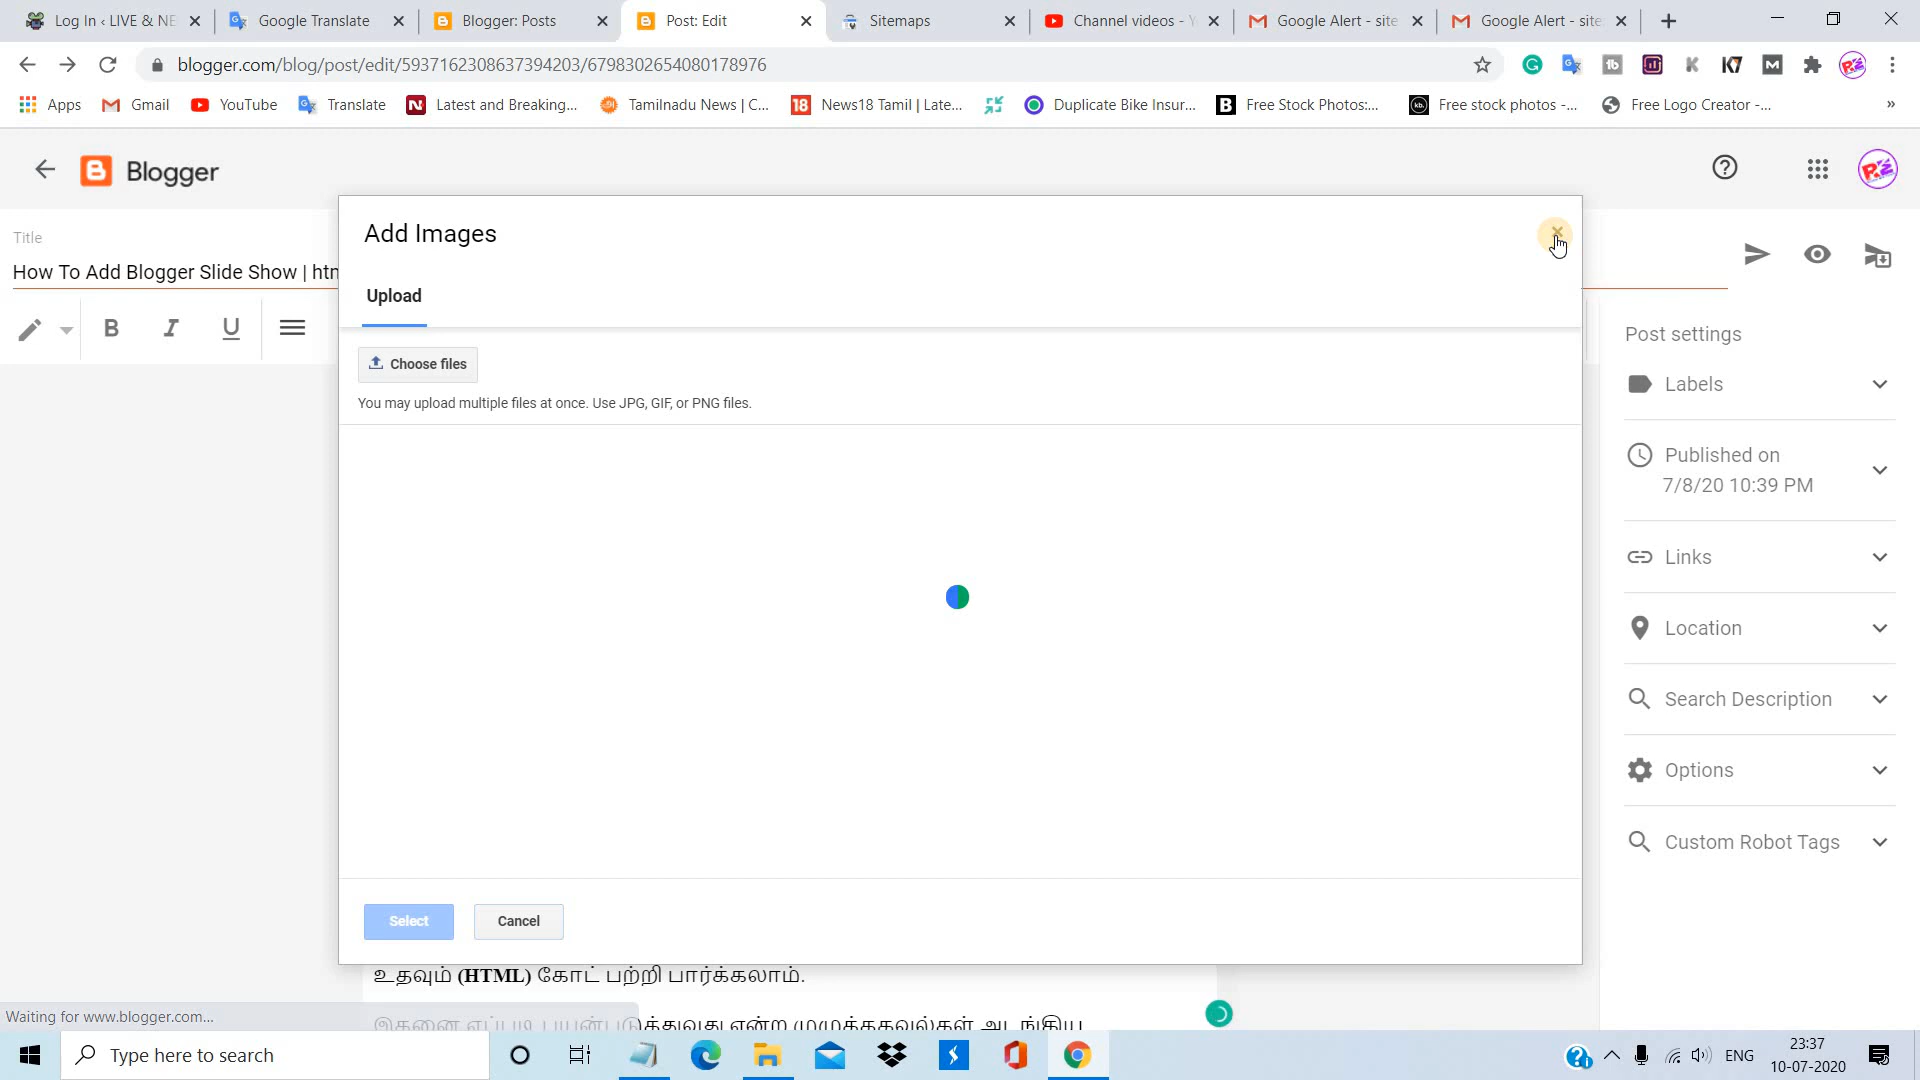 Log In ‹ LIVE & NE
Google Translate
Blogger: Posts
Post: Edit
Sitemaps
Channel videos - Y
Google Alert - site
Google Alert - site
blogger.com/blog/post/edit/5937162308637394203/6798302654080178976
Apps
Gmail
YouTube
Translate
Latest and Breaking...
Tamilnadu News | C...
News18 Tamil | Late...
Duplicate Bike Insur...
Free Stock Photos:...
Free stock photos -...
Free Logo Creator -...
Blogger
Add Images
Title
How To Add Blogger Slide Show | htm
Upload
B I U
Post settings
Choose files
Labels
You may upload multiple files at once. Use JPG, GIF, or PNG files.
Published on
7/8/20 10:39 PM
Links
Location
Search Description
Options
Custom Robot Tags
Select
Cancel
உதவும் (HTML) கோட் பற்றி பார்க்கலாம்.
Waiting for www.blogger.com...
Type here to search
ENG
23:37
10-07-2020